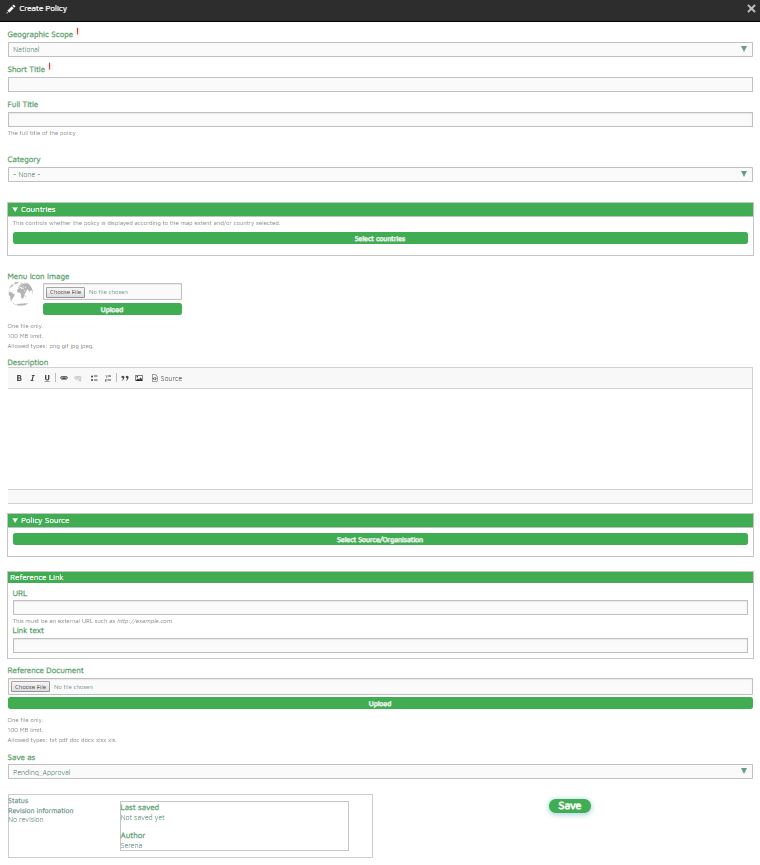 Create Policy
Geographic Scope !
National
Short Title !
Full Title
The full title of the policy.
Category
- None -
Countries
This controls whether the policy is displayed according to the map extent and/or country selected.
Select countries
Menu Icon Image
Choose File No file chosen
Upload
One file only.
100 MB limit.
Allowed types: png gif jpg jpeg.
Description
B I U Source
Policy Source
Select Source/Organisation
Reference Link
URL
This must be an external URL such as http://example.com.
Link text
Reference Document
Choose File No file chosen
Upload
One file only.
100 MB limit.
Allowed types: txt pdf doc docx xlsx xls.
Save as
Pending_Approval
Status
Revision information
No revision
Last saved
Not saved yet
Author
Serena
Save